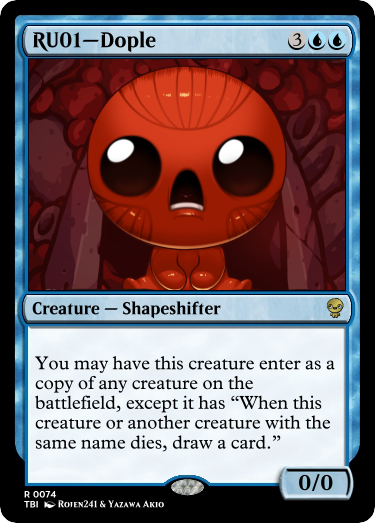 RU01—Dople
3
Creature — Shapeshifter
You may have this creature enter as a
copy of any creature on the
battlefield, except it has “When this
creature or another creature with the
same name dies, draw a card.”
0/0
R 0074
TBI Roien241 & Yazawa Akio